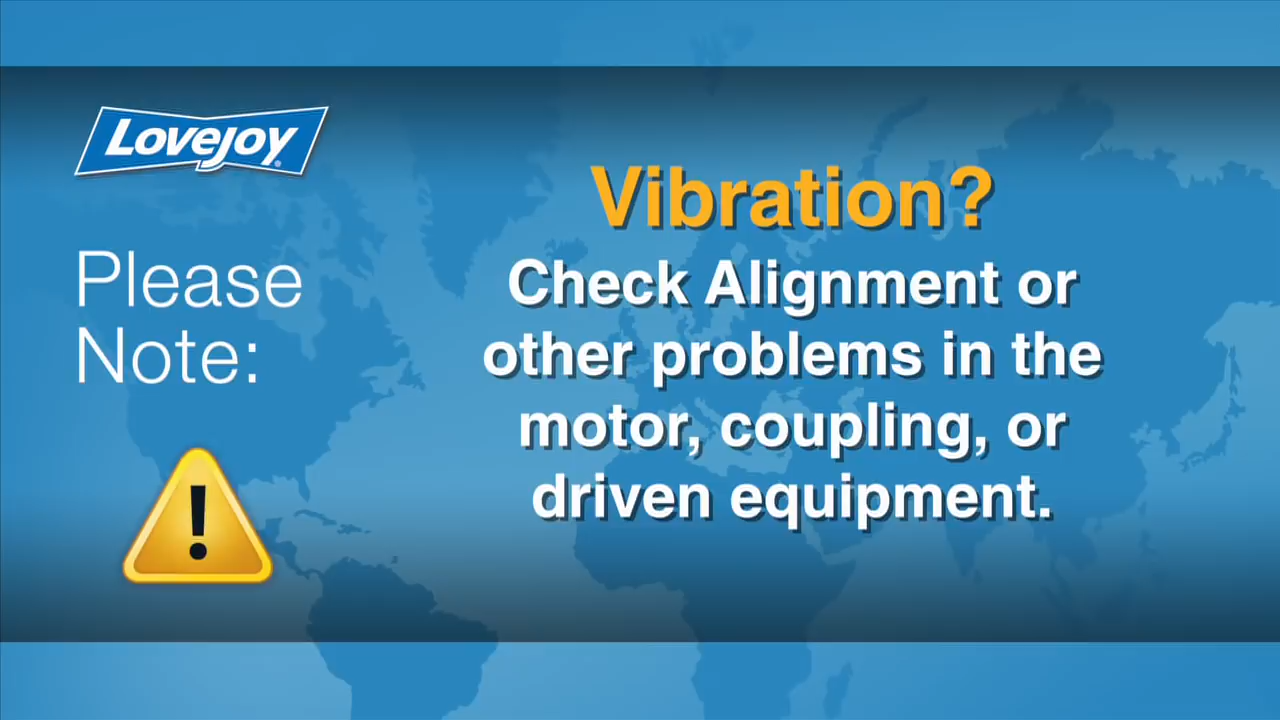 Lovejoy®
Please
Note:
!
Vibration?
Check Alignment or
other problems in the
motor, coupling, or
driven equipment.